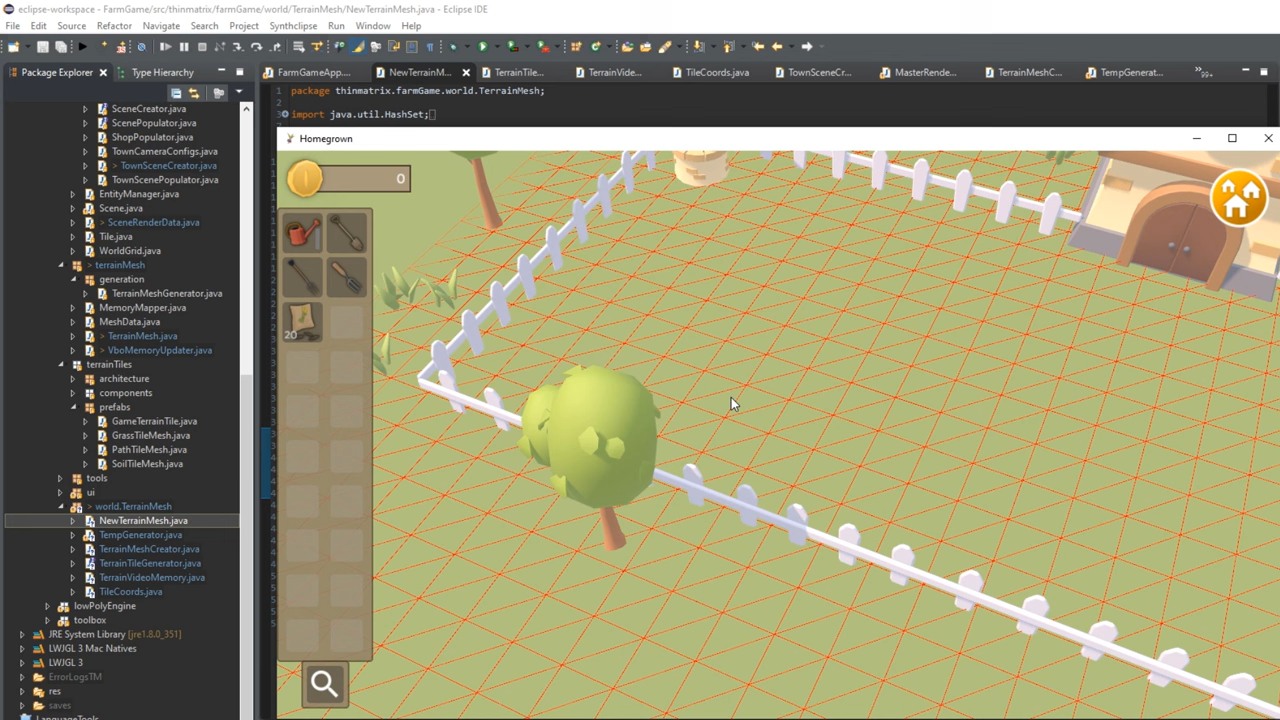 eclipse-workspace - FarmGame/src/thinmatrix/farmGame/world/TerrainMesh/NewTerrainMesh.java - Eclipse IDE
File Edit Source Refactor Navigate Search Project Synthclipse Run Window Help
Package Explorer Type Hierarchy
FarmGameApp.... NewTerrainM... TerrainTile... TerrainVide... TileCoords.java TownSceneCr... MasterRende... TerrainMeshC... TempGenerat...
SceneCreator.java
ScenePopulator.java
ShopPopulator.java
TownCameraConfigs.java
> TownSceneCreator.java
TownScenePopulator.java
EntityManager.java
Scene.java
> SceneRenderData.java
Tile.java
WorldGrid.java
> terrainMesh
generation
TerrainMeshGenerator.java
MemoryMapper.java
MeshData.java
> TerrainMesh.java
> VboMemoryUpdater.java
terrainTiles
architecture
components
prefabs
GameTerrainTile.java
GrassTileMesh.java
PathTileMesh.java
SoilTileMesh.java
tools
ui
> world.TerrainMesh
NewTerrainMesh.java
TempGenerator.java
TerrainMeshCreator.java
TerrainTileGenerator.java
TerrainVideoMemory.java
TileCoords.java
lowPolyEngine
toolbox
JRE System Library [jre1.8.0_351]
LWJGL 3 Mac Natives
LWJGL 3
ErrorLogsTM
res
saves
LanguageTools
1 package thinmatrix.farmGame.world.TerrainMesh;
2
3 import java.util.HashSet;
Homegrown
0
20